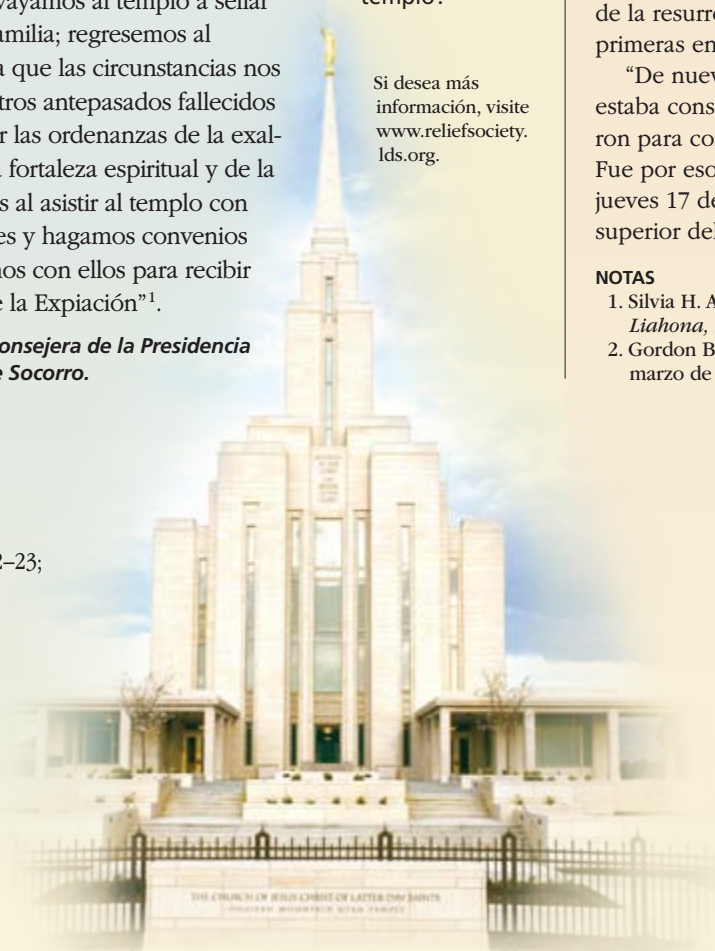 vayamos al templo a sellar
amilia; regresemos al
a que las circunstancias nos
tros antepasados fallecidos
r las ordenanzas de la exal-
a fortaleza espiritual y de la
s al asistir al templo con
es y hagamos convenios
nos con ellos para recibir
e la Expiación”¹.
onsejera de la Presidencia
e Socorro.
2–23;
templo?
Si desea más
información, visite
www.reliefsociety.
lds.org.
de la resurre
primeras en
“De nuev
estaba cons
ron para co
Fue por eso
jueves 17 de
superior del
NOTAS
1. Silvia H. A
Liahona,
2. Gordon B
marzo de
THE CHURCH OF JESUS CHRIST OF LATTER-DAY SAINTS
MOUNTAIN UTAH TEMPLE